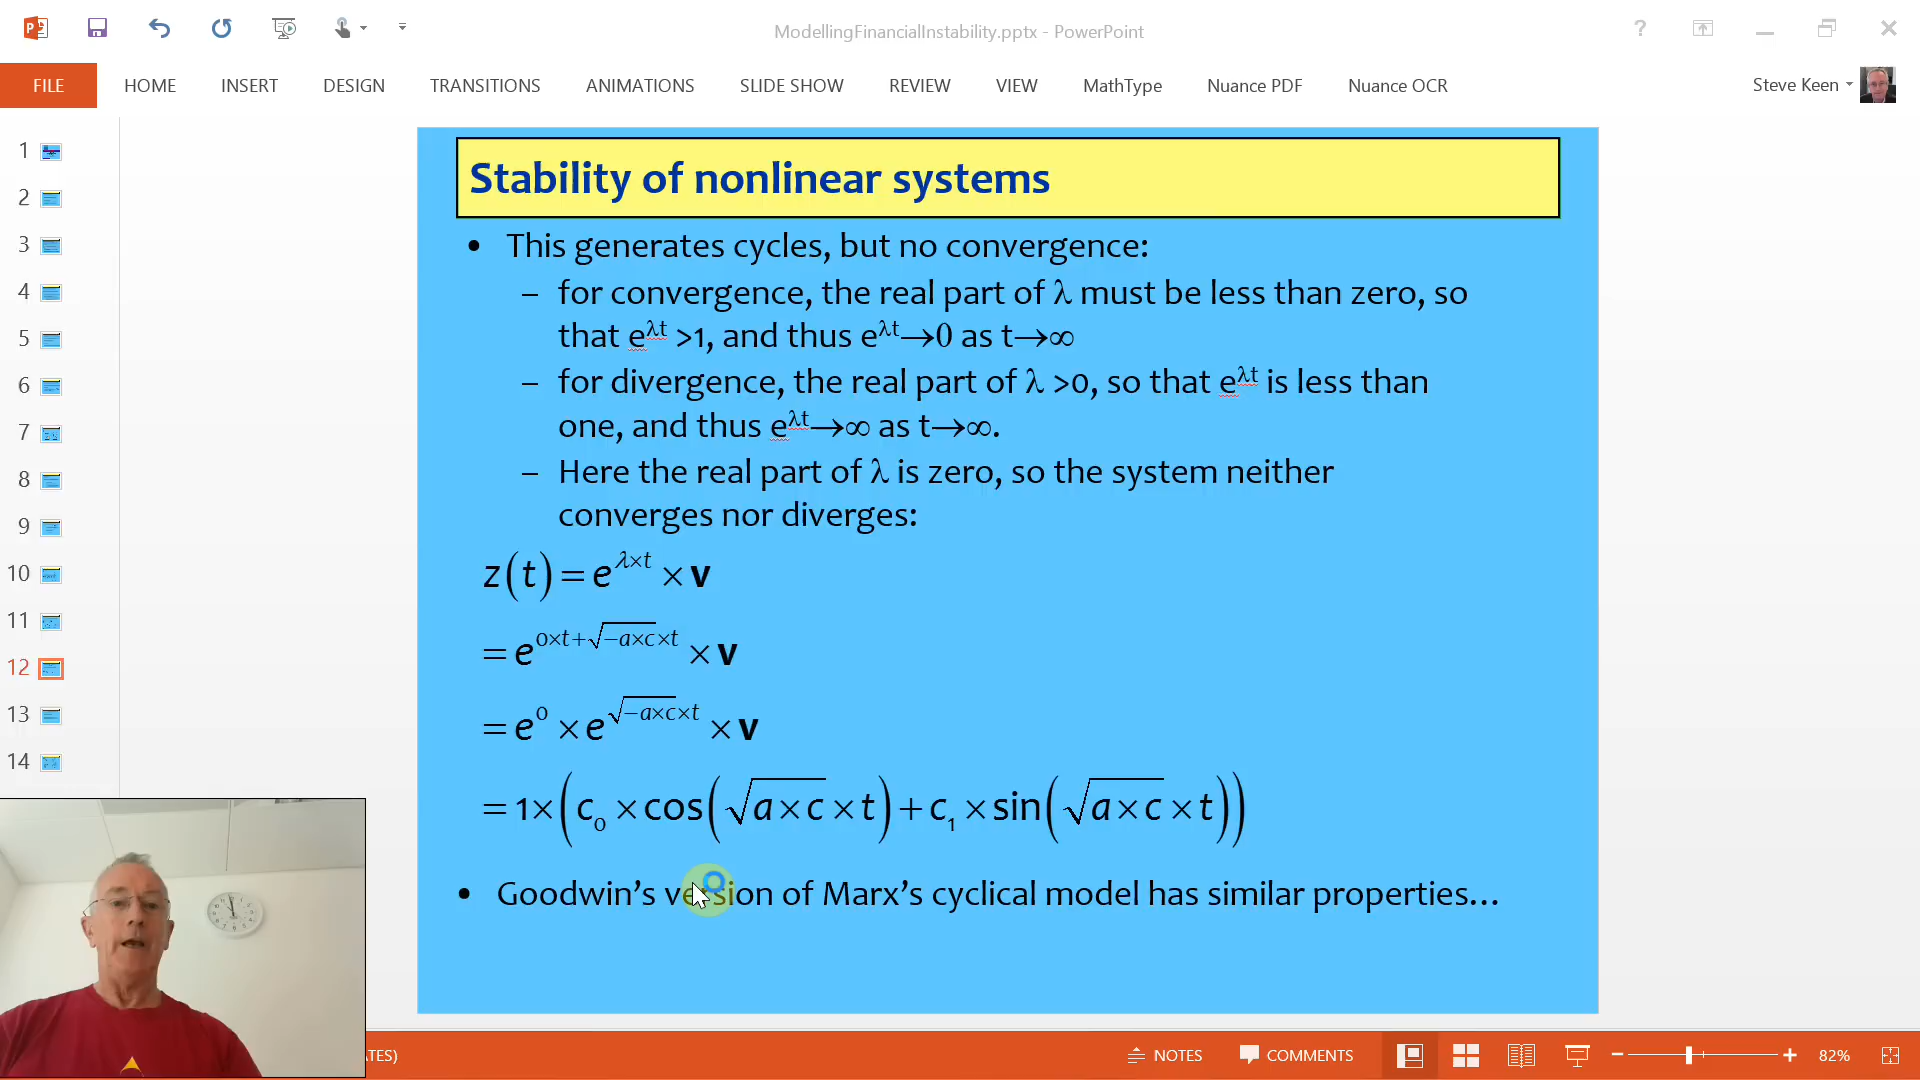 ModellingFinancialInstability.pptx - PowerPoint
?
FILE HOME INSERT DESIGN TRANSITIONS ANIMATIONS SLIDE SHOW REVIEW VIEW MathType Nuance PDF Nuance OCR Steve Keen
1
2
3
4
5
6
7
8
9
10
11
12
13
14
Stability of nonlinear systems
• This generates cycles, but no convergence:
– for convergence, the real part of λ must be less than zero, so
that e^λt >1, and thus e^λt→0 as t→∞
– for divergence, the real part of λ >0, so that e^λt is less than
one, and thus e^λt→∞ as t→∞.
– Here the real part of λ is zero, so the system neither
converges nor diverges:
z(t) = e^(λ×t) × v
= e^(0×t+√(−a×c)×t) × v
= e^0 × e^(√(−a×c)×t) × v
= 1×(c₀ × cos(√(a×c) × t) + c₁ × sin(√(a×c) × t))
• Goodwin's version of Marx's cyclical model has similar properties…
TES) NOTES COMMENTS 82%